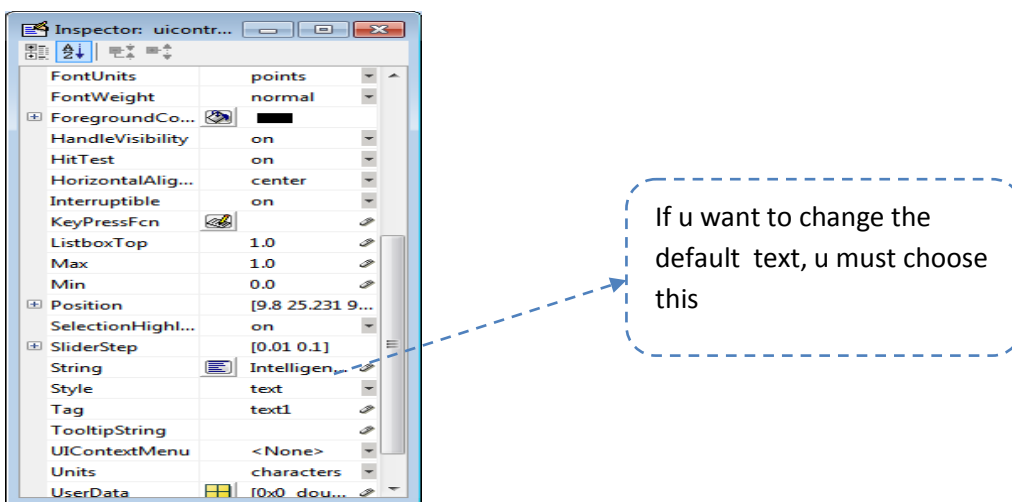 Inspector: uicontr...
FontUnits points
FontWeight normal
ForegroundCo...
HandleVisibility on
HitTest on
HorizontalAlig... center
Interruptible on
KeyPressFcn
ListboxTop 1.0
Max 1.0
Min 0.0
Position [9.8 25.231 9...
SelectionHighl... on
SliderStep [0.01 0.1]
String Intelligen...
Style text
Tag text1
TooltipString
UIContextMenu <None>
Units characters
UserData [0x0 dou...
If u want to change the
default text, u must choose
this